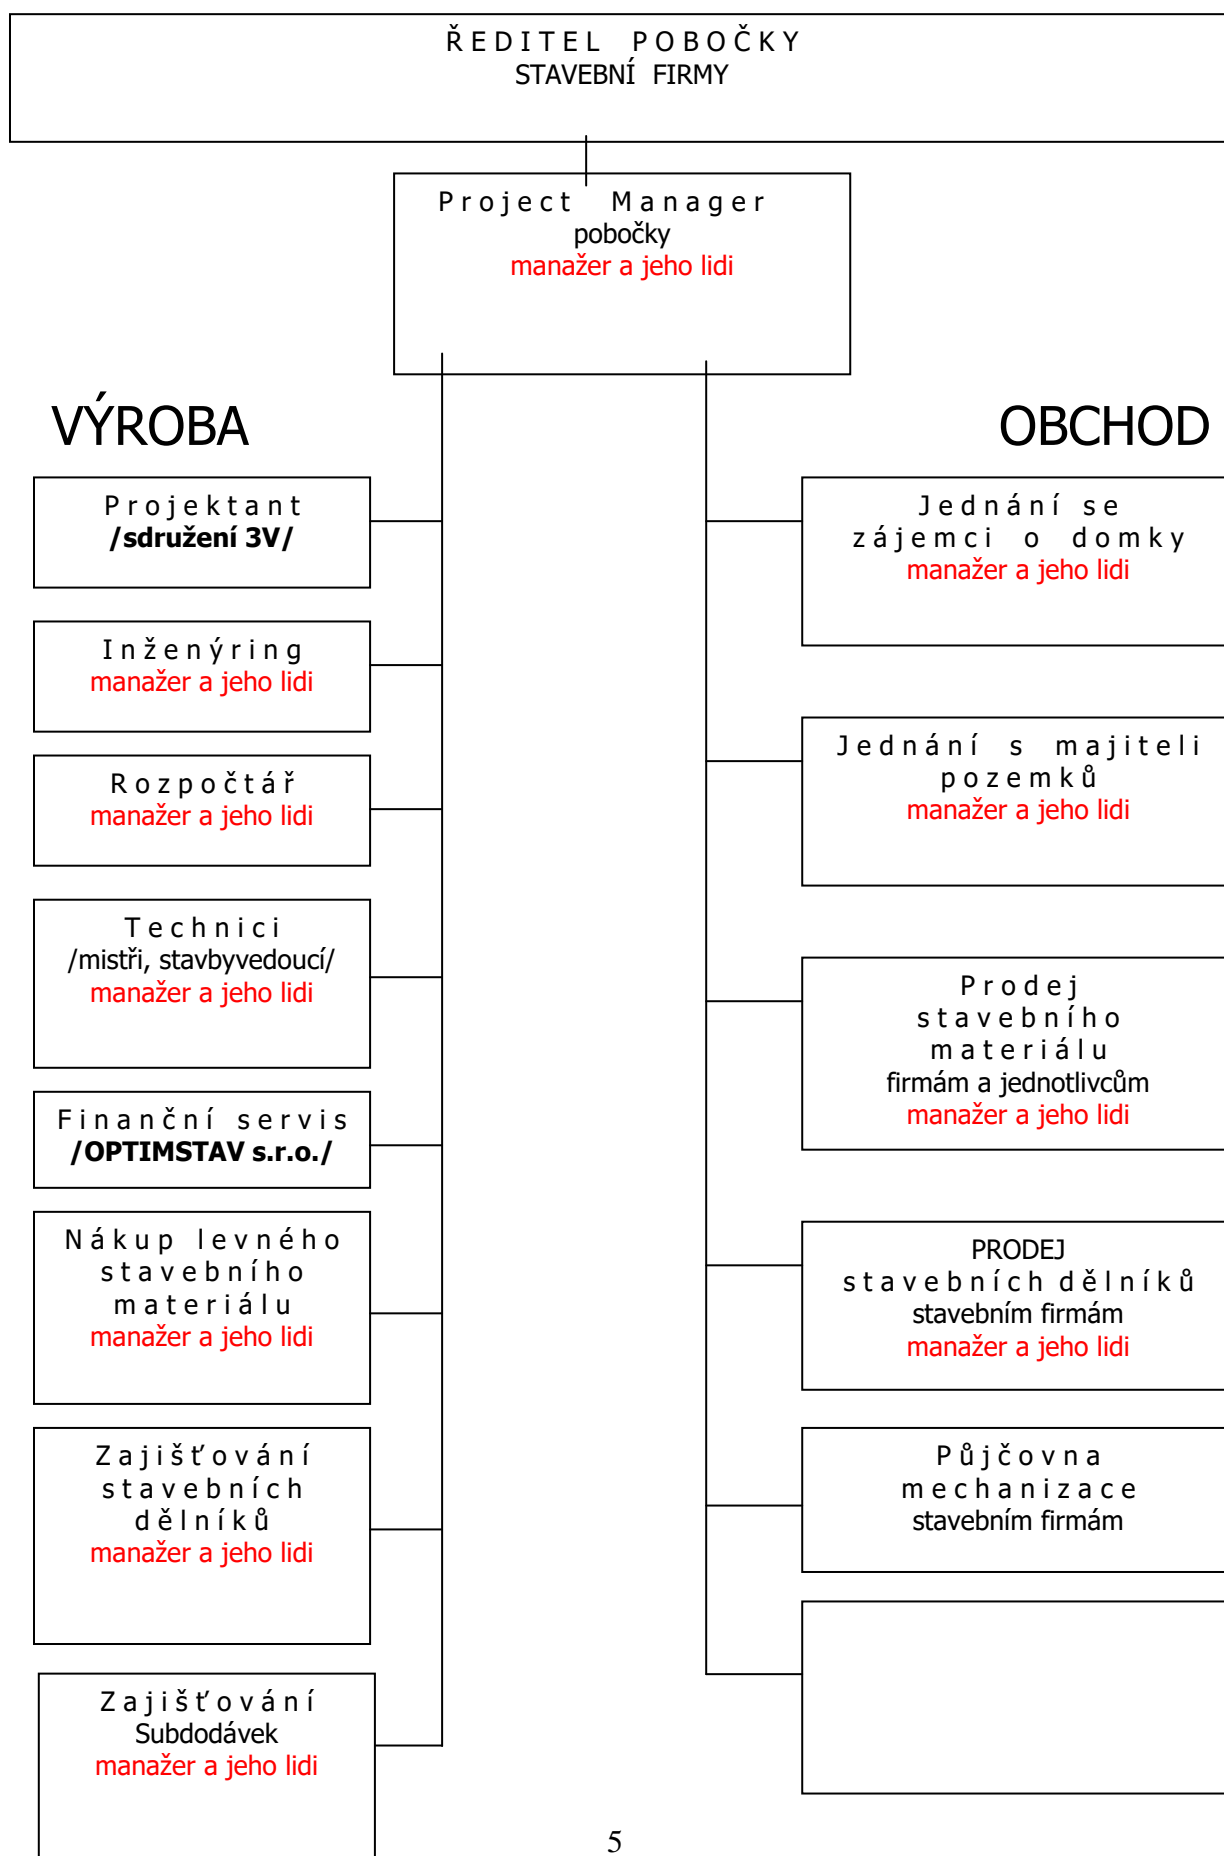 ŘEDITEL POBOČKY
STAVEBNÍ FIRMY
Project Manager
pobočky
manažer a jeho lidi
VÝROBA
Projektant
/sdružení 3V/
Inženýring
manažer a jeho lidi
Rozpočtář
manažer a jeho lidi
Technici
/mistři, stavbyvedoucí/
manažer a jeho lidi
Finanční servis
/OPTIMSTAV s.r.o./
Nákup levného
stavebního
materiálu
manažer a jeho lidi
Zajišťování
stavebních
dělníků
manažer a jeho lidi
Zajišťování
Subdodávek
manažer a jeho lidi
OBCHOD
Jednání se
zájemci o domky
manažer a jeho lidi
Jednání s majiteli
pozemků
manažer a jeho lidi
Prodej
stavebního
materiálu
firmám a jednotlivcům
manažer a jeho lidi
PRODEJ
stavebních dělníků
stavebním firmám
manažer a jeho lidi
Půjčovna
mechanizace
stavebním firmám
5